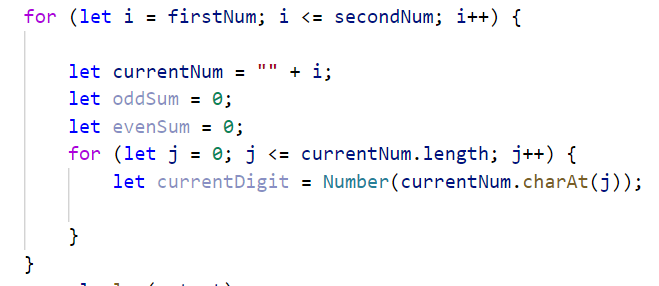 for (let i = firstNum; i <= secondNum; i++) {
let currentNum = "" + i;
let oddSum = 0;
let evenSum = 0;
for (let j = 0; j <= currentNum.length; j++) {
let currentDigit = Number(currentNum.charAt(j));
}
}